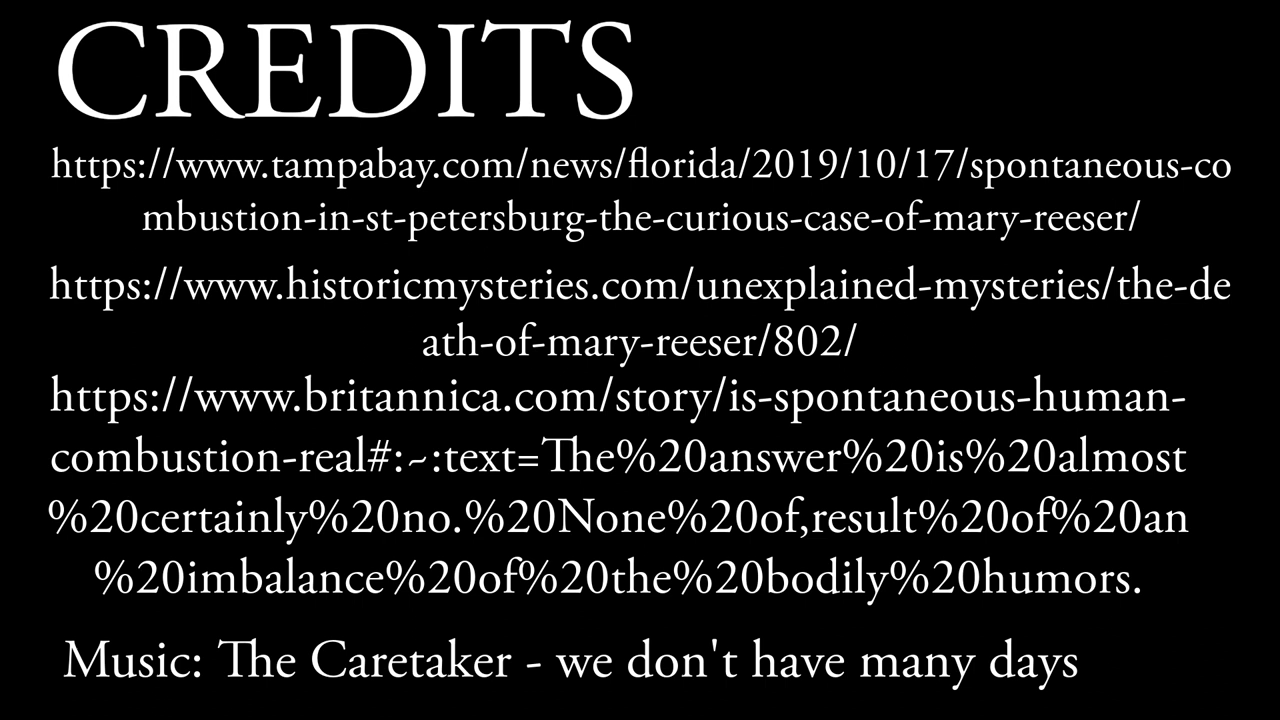 CREDITS
https://www.tampabay.com/news/florida/2019/10/17/spontaneous-co
mbustion-in-st-petersburg-the-curious-case-of-mary-reeser/
https://www.historicmysteries.com/unexplained-mysteries/the-de
ath-of-mary-reeser/802/
https://www.britannica.com/story/is-spontaneous-human-
combustion-real#:~:text=The%20answer%20is%20almost
%20certainly%20no.%20None%20of,result%20of%20an
%20imbalance%20of%20the%20bodily%20humors.
Music: The Caretaker - we don't have many days